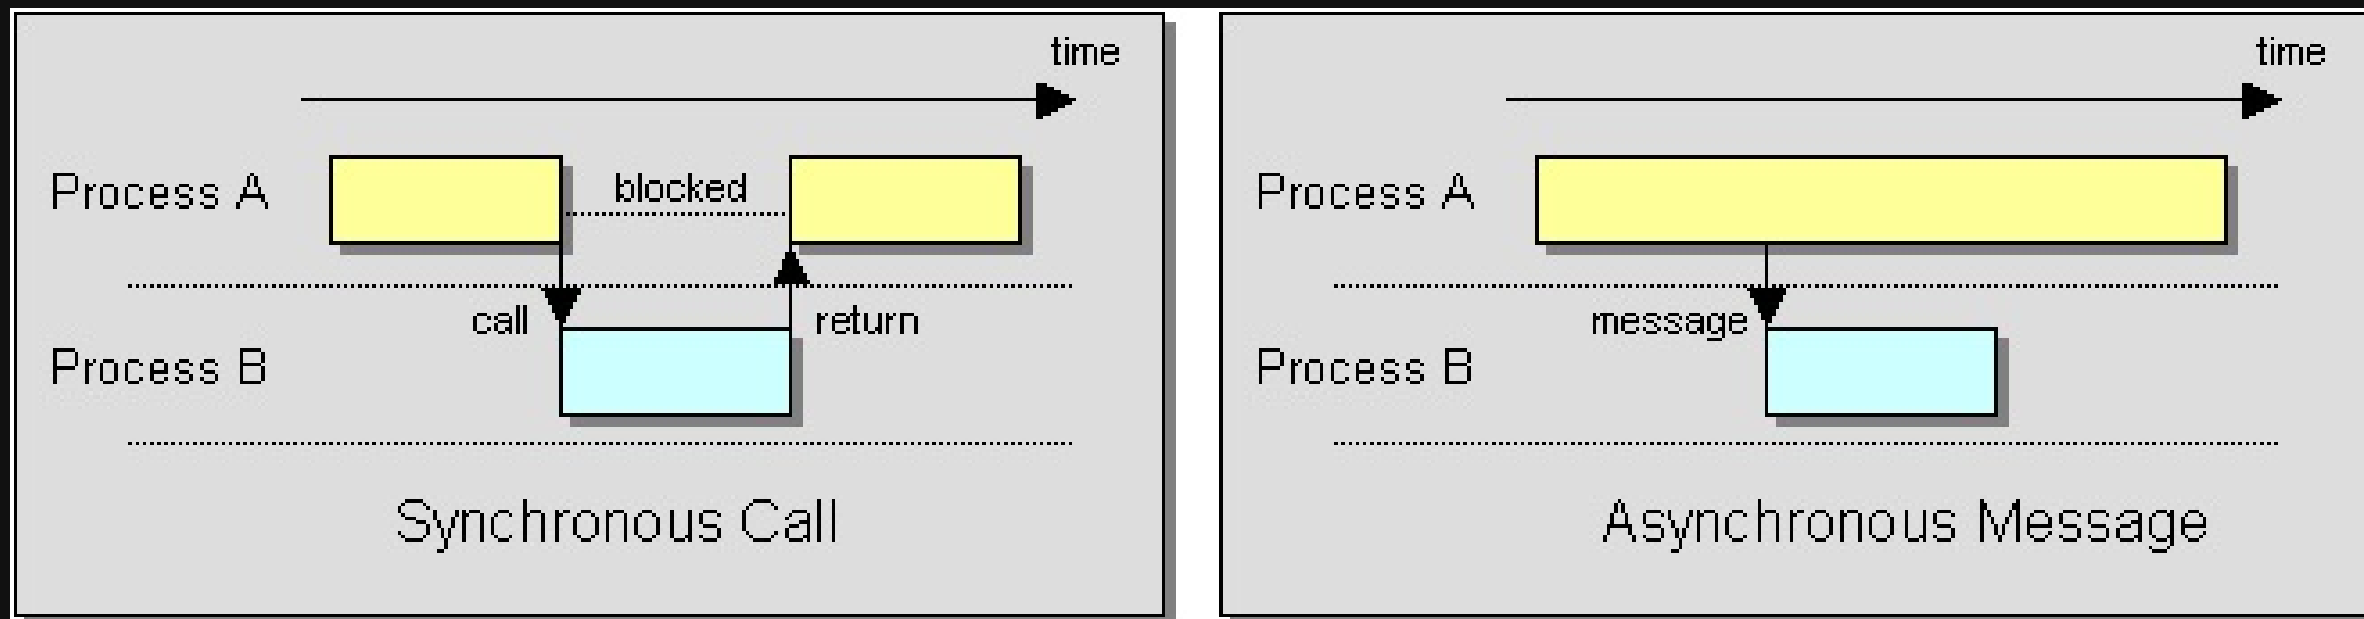 time
Process A
blocked
call
return
Process B
Synchronous Call
time
Process A
message
Process B
Asynchronous Message